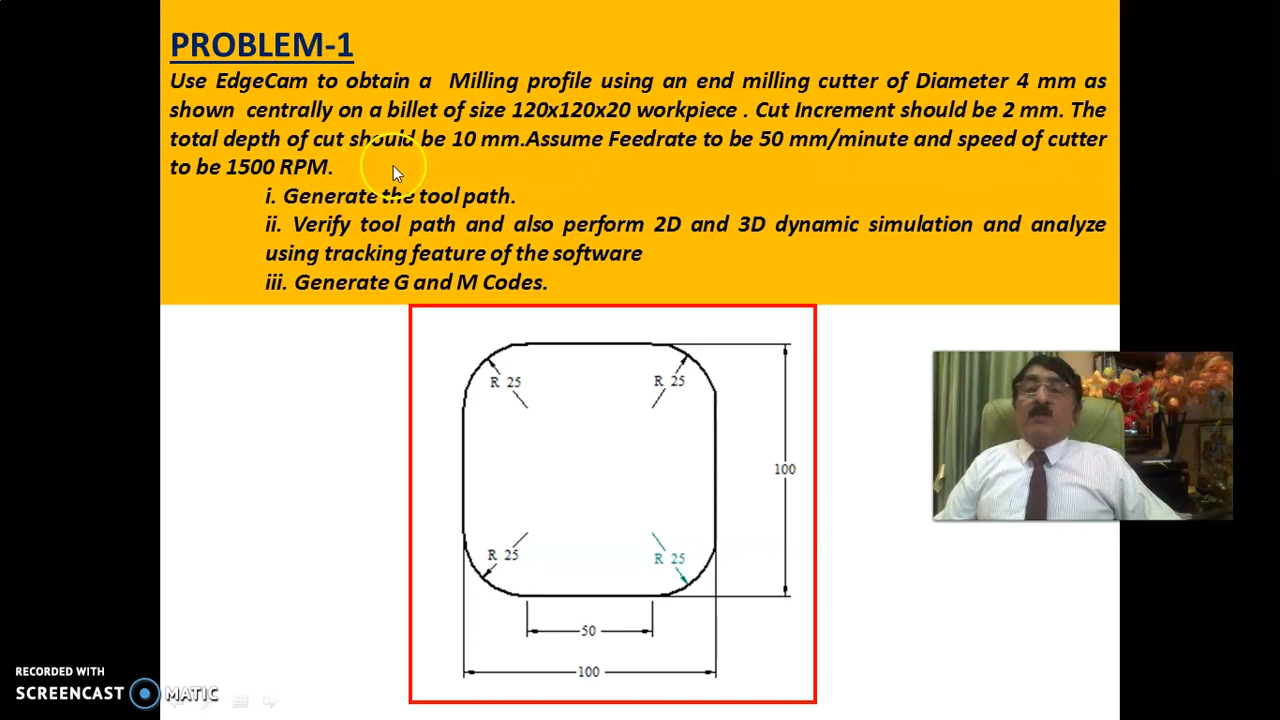 PROBLEM-1
Use EdgeCam to obtain a Milling profile using an end milling cutter of Diameter 4 mm as
shown centrally on a billet of size 120x120x20 workpiece . Cut Increment should be 2 mm. The
total depth of cut should be 10 mm.Assume Feedrate to be 50 mm/minute and speed of cutter
to be 1500 RPM.
i. Generate the tool path.
ii. Verify tool path and also perform 2D and 3D dynamic simulation and analyze
using tracking feature of the software
iii. Generate G and M Codes.
R 25
R 25
100
R 25
R 25
50
100
RECORDED WITH
SCREENCAST MATIC